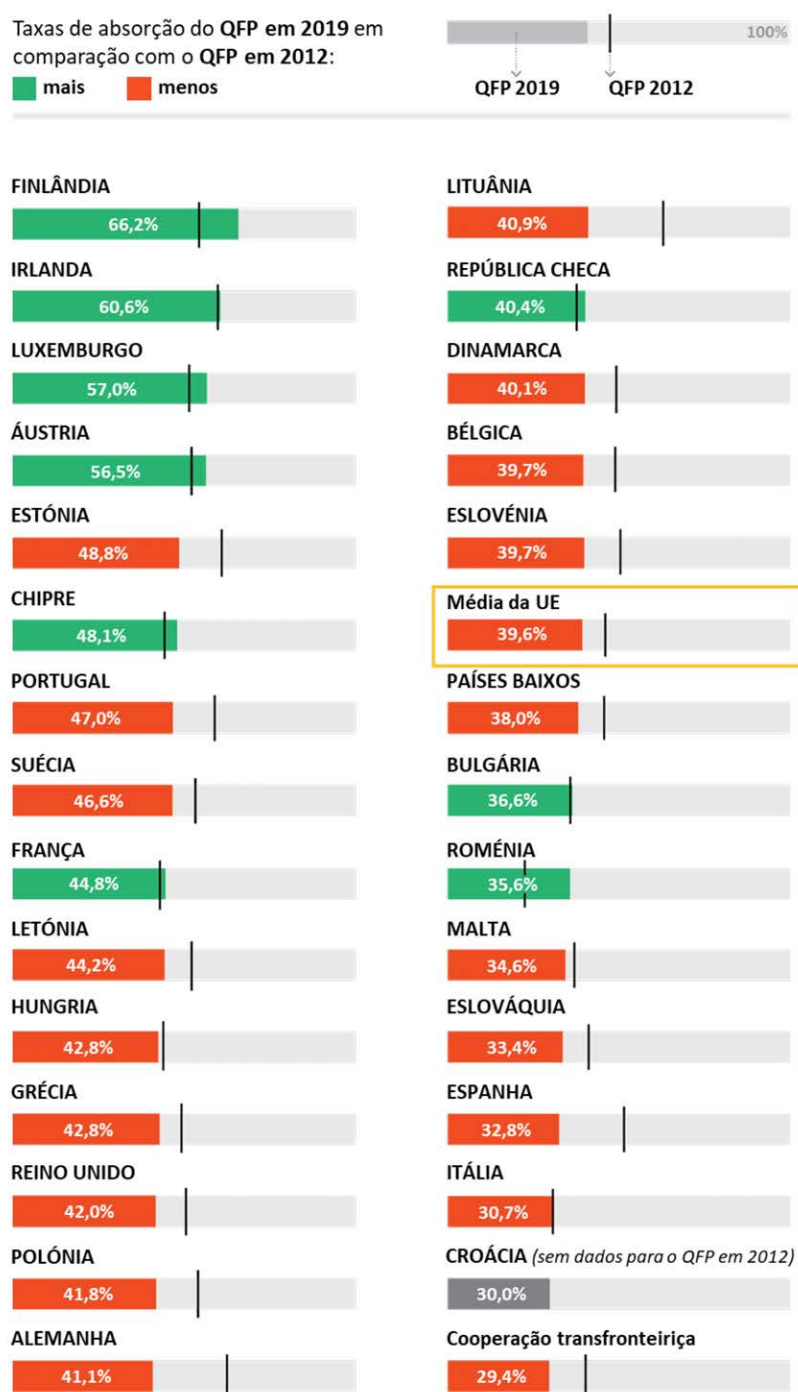 Taxas de absorção do QFP em 2019 em
comparação com o QFP em 2012:
mais menos
100%
QFP 2019 QFP 2012
FINLÂNDIA
66,2%
IRLANDA
60,6%
LUXEMBURGO
57,0%
ÁUSTRIA
56,5%
ESTÓNIA
48,8%
CHIPRE
48,1%
PORTUGAL
47,0%
SUÉCIA
46,6%
FRANÇA
44,8%
LETÓNIA
44,2%
HUNGRIA
42,8%
GRÉCIA
42,8%
REINO UNIDO
42,0%
POLÓNIA
41,8%
ALEMANHA
41,1%
LITUÂNIA
40,9%
REPÚBLICA CHECA
40,4%
DINAMARCA
40,1%
BÉLGICA
39,7%
ESLOVÉNIA
39,7%
Média da UE
39,6%
PAÍSES BAIXOS
38,0%
BULGÁRIA
36,6%
ROMÉNIA
35,6%
MALTA
34,6%
ESLOVÁQUIA
33,4%
ESPANHA
32,8%
ITÁLIA
30,7%
CROÁCIA (sem dados para o QFP em 2012)
30,0%
Cooperação transfronteiriça
29,4%